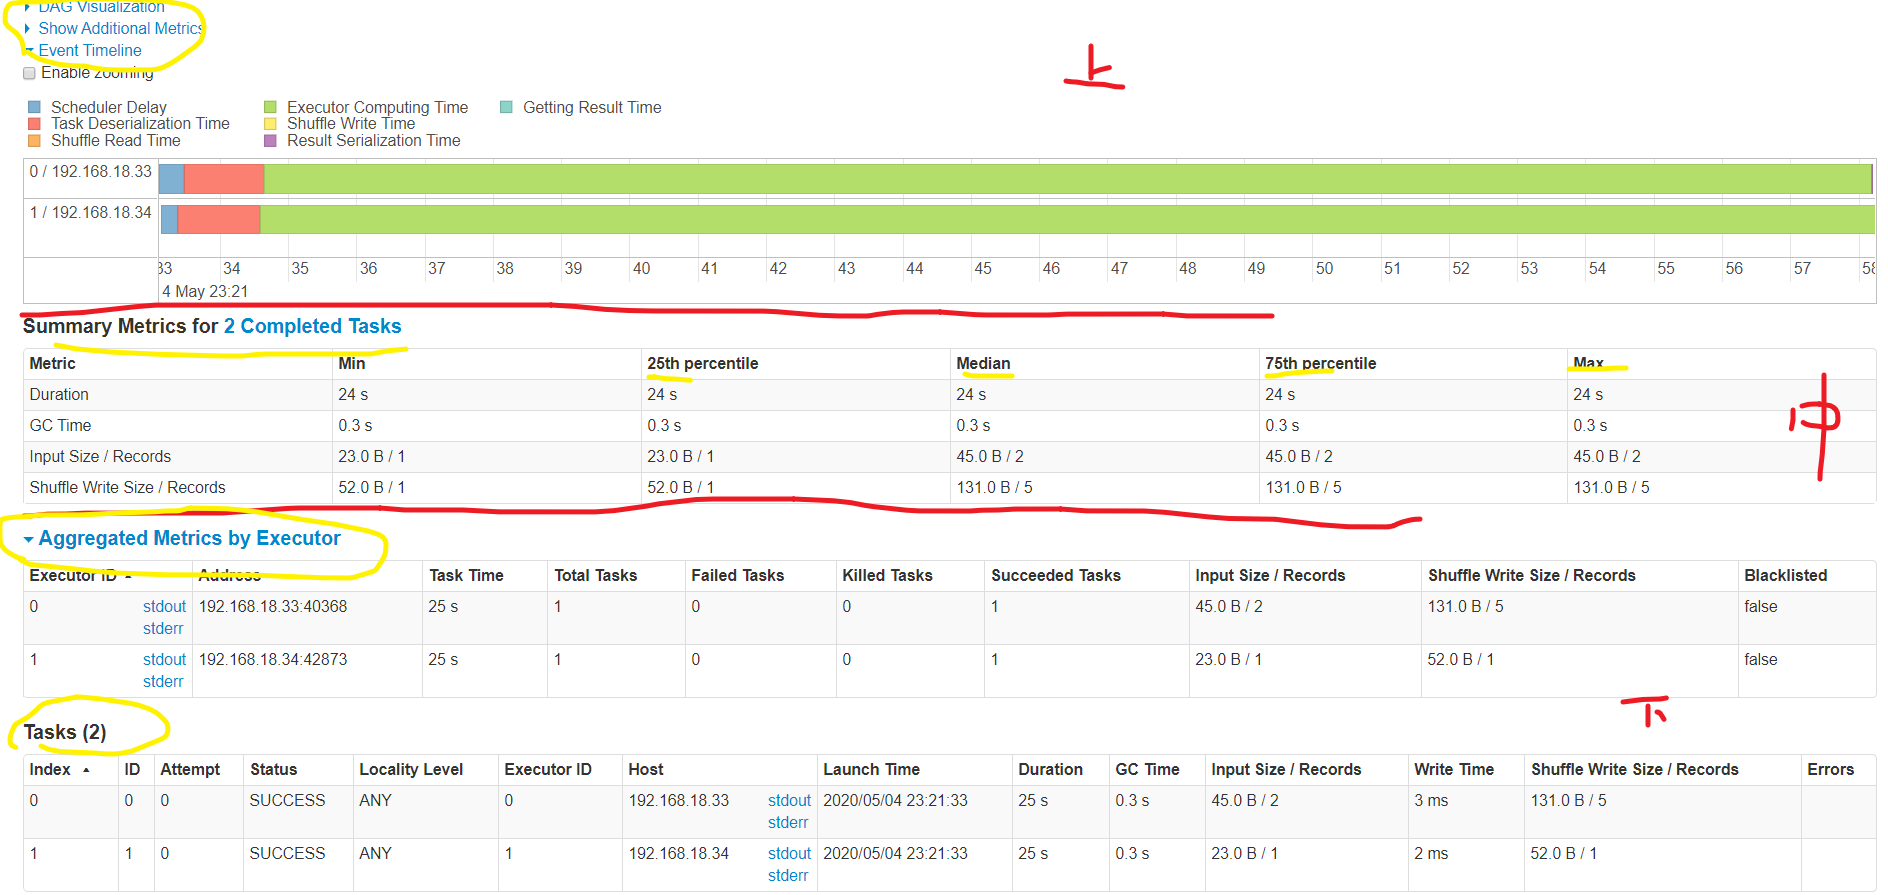 DAG Visualization
Show Additional Metrics
Event Timeline
Enable zooming
上
Scheduler Delay Executor Computing Time Getting Result Time
Task Deserialization Time Shuffle Write Time
Shuffle Read Time Result Serialization Time
0 / 192.168.18.33
1 / 192.168.18.34
33 34 35 36 37 38 39 40 41 42 43 44 45 46 47 48 49 50 51 52 53 54 55 56 57 58
4 May 23:21
Summary Metrics for 2 Completed Tasks
Metric Min 25th percentile Median 75th percentile Max
Duration 24 s 24 s 24 s 24 s 24 s
GC Time 0.3 s 0.3 s 0.3 s 0.3 s 0.3 s
中
Input Size / Records 23.0 B / 1 23.0 B / 1 45.0 B / 2 45.0 B / 2 45.0 B / 2
Shuffle Write Size / Records 52.0 B / 1 52.0 B / 1 131.0 B / 5 131.0 B / 5 131.0 B / 5
Aggregated Metrics by Executor
Executor ID Address Task Time Total Tasks Failed Tasks Killed Tasks Succeeded Tasks Input Size / Records Shuffle Write Size / Records Blacklisted
0 stdout 192.168.18.33:40368 25 s 1 0 0 1 45.0 B / 2 131.0 B / 5 false
stderr
1 stdout 192.168.18.34:42873 25 s 1 0 0 1 23.0 B / 1 52.0 B / 1 false
stderr
下
Tasks (2)
Index ID Attempt Status Locality Level Executor ID Host Launch Time Duration GC Time Input Size / Records Write Time Shuffle Write Size / Records Errors
0 0 0 SUCCESS ANY 0 192.168.18.33 stdout 2020/05/04 23:21:33 25 s 0.3 s 45.0 B / 2 3 ms 131.0 B / 5
stderr
1 1 0 SUCCESS ANY 1 192.168.18.34 stdout 2020/05/04 23:21:33 25 s 0.3 s 23.0 B / 1 2 ms 52.0 B / 1
stderr